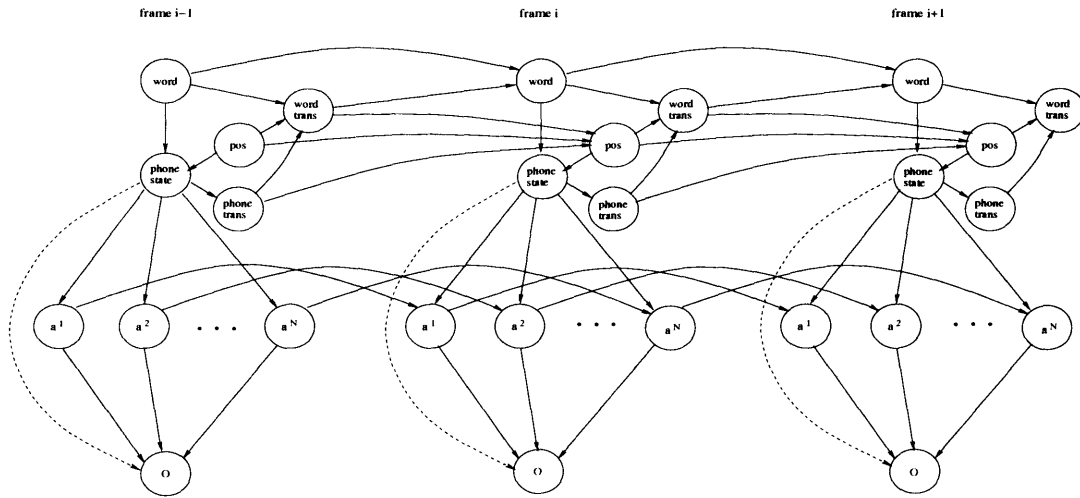 frame i-1 frame i frame i+1
word word word
word trans word trans word trans
pos pos pos
phone state phone state phone state
phone trans phone trans phone trans
a 1 a 2 . . . a N a 1 a 2 . . . a N a 1 a 2 . . . a N
O O O